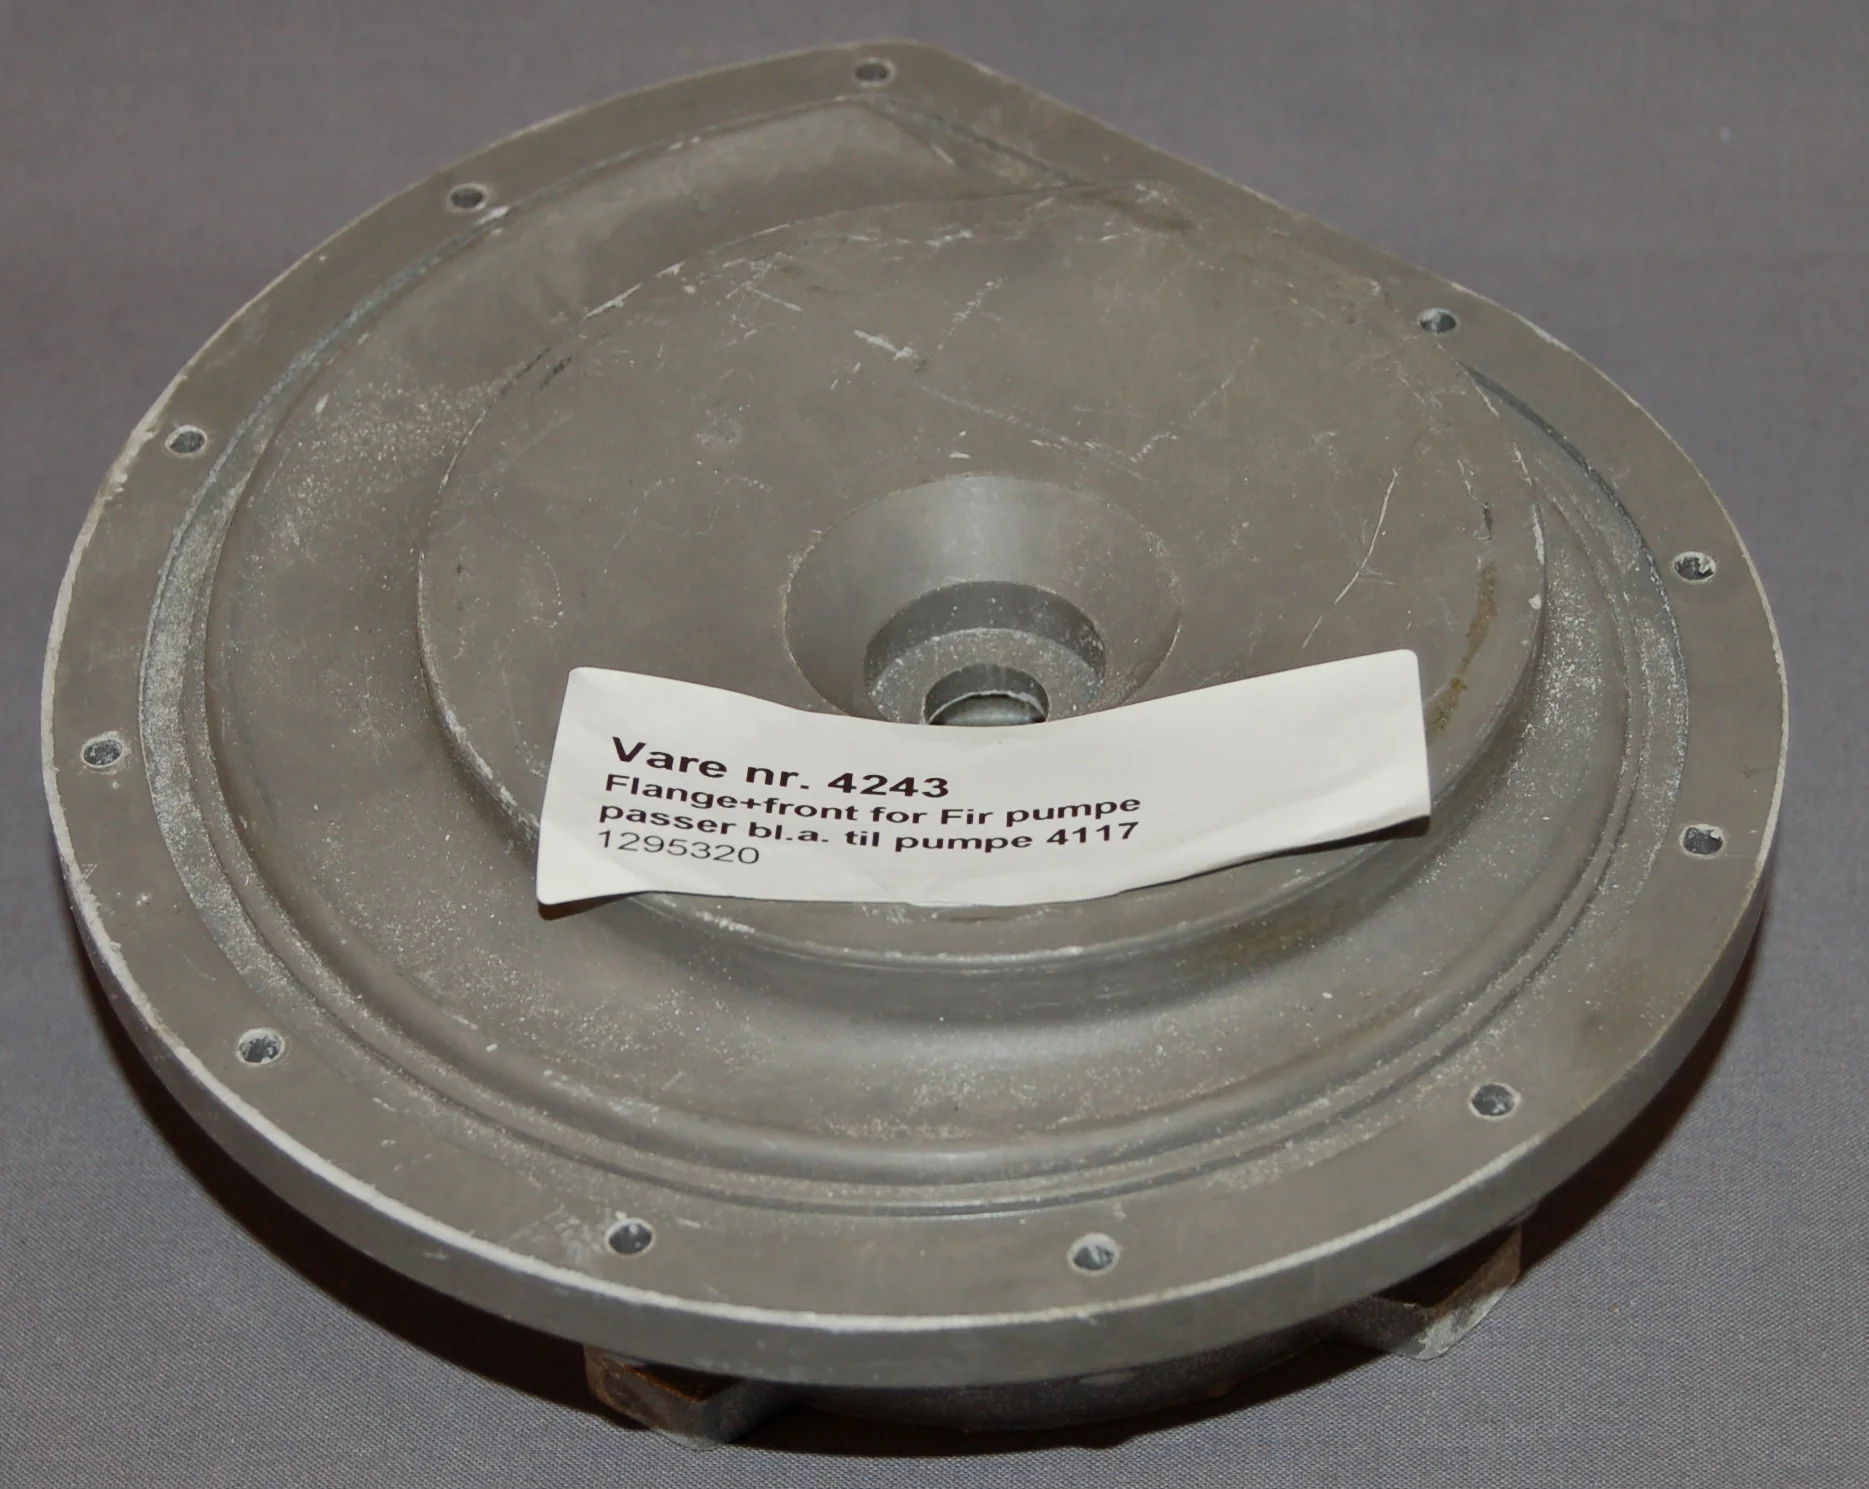 Vare nr. 4243
Flange+front for Fir pumpe
passer bl.a. til pumpe 4117
1295320